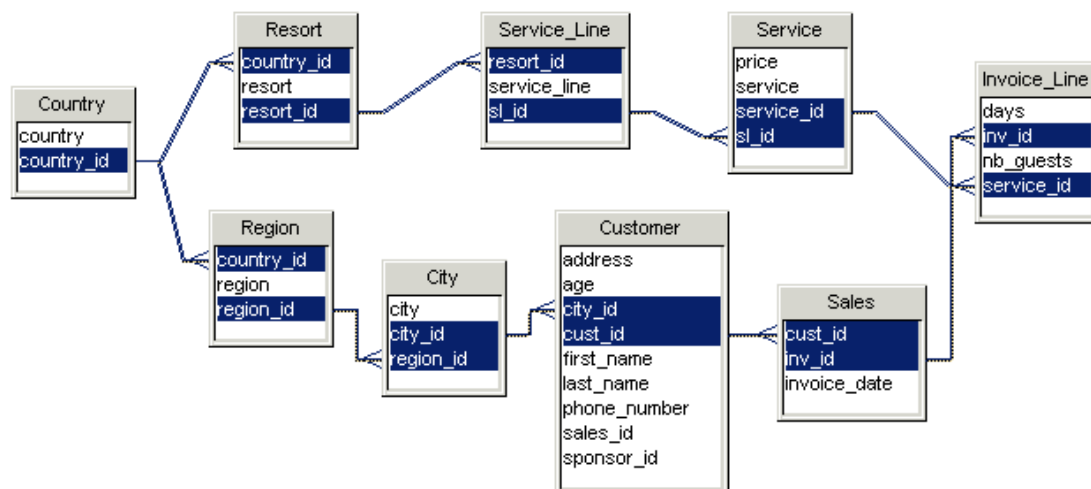 Resort
country_id
resort
resort_id
Service_Line
resort_id
service_line
sl_id
Service
price
service
service_id
sl_id
Invoice_Line
days
inv_id
nb_guests
service_id
Country
country
country_id
Region
country_id
region
region_id
City
city
city_id
region_id
Customer
address
age
city_id
cust_id
first_name
last_name
phone_number
sales_id
sponsor_id
Sales
cust_id
inv_id
invoice_date